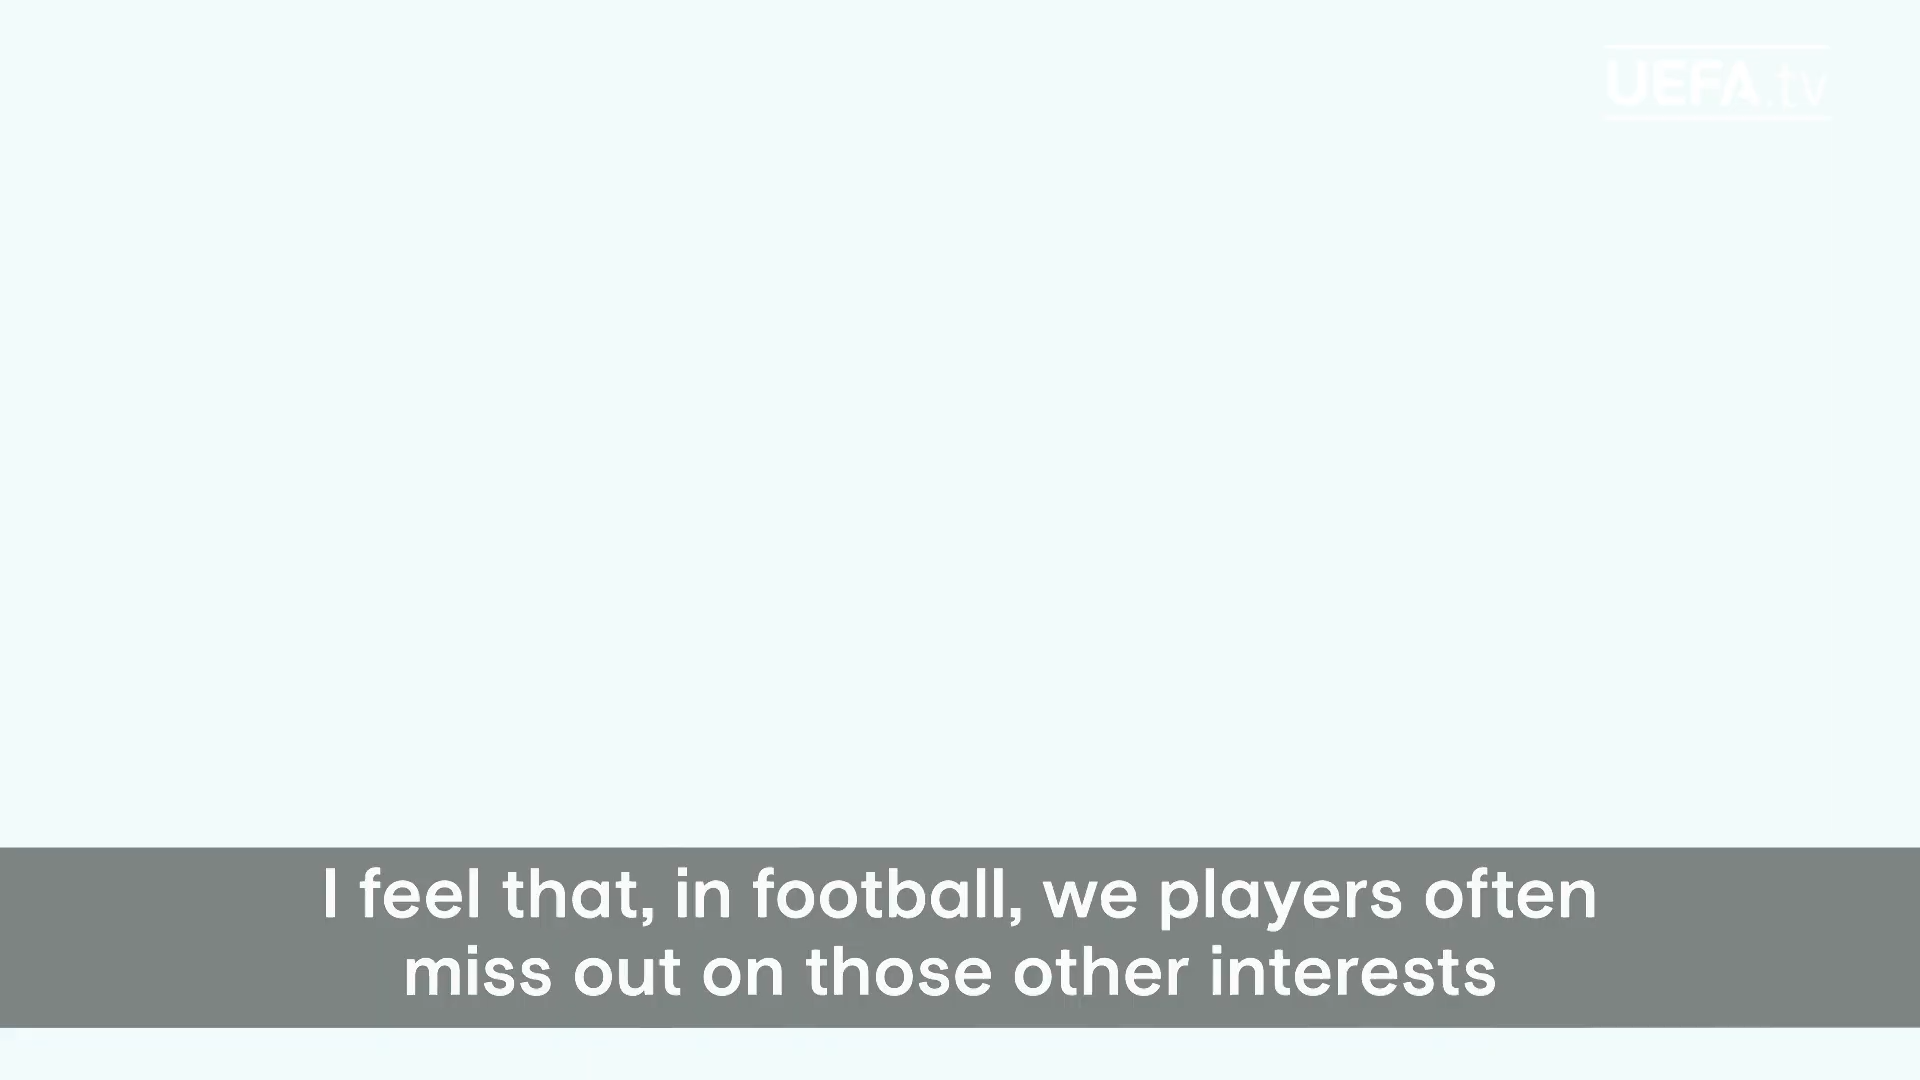 UEFA.tv
I feel that, in football, we players often
miss out on those other interests